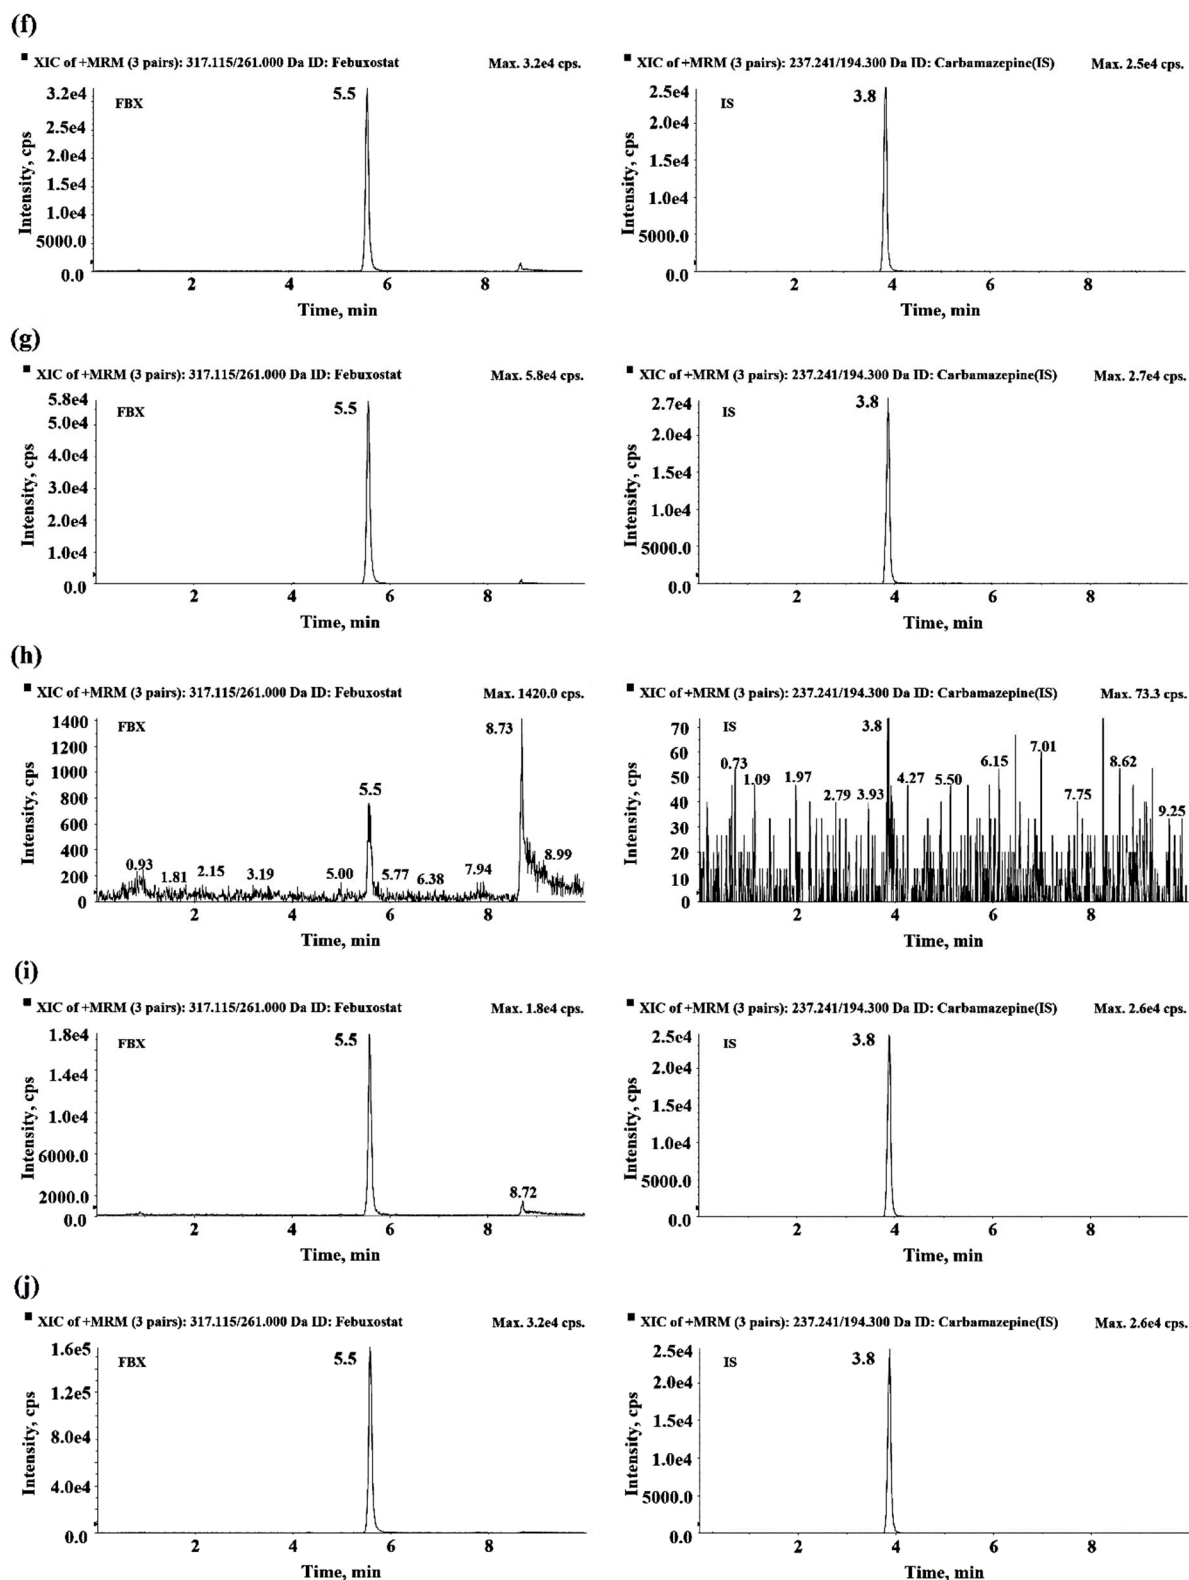 (f)
XIC of +MRM (3 pairs): 317.115/261.000 Da ID: Febuxostat Max. 3.2e4 cps.
3.2e4
2.5e4
2.0e4
1.5e4
1.0e4
5000.0
0.0
Intensity, cps
FBX
5.5
2 4 6 8
Time, min
XIC of +MRM (3 pairs): 237.241/194.300 Da ID: Carbamazepine(IS) Max. 2.5e4 cps.
2.5e4
2.0e4
1.5e4
1.0e4
5000.0
0.0
Intensity, cps
IS
3.8
2 4 6 8
Time, min
(g)
XIC of +MRM (3 pairs): 317.115/261.000 Da ID: Febuxostat Max. 5.8e4 cps.
5.8e4
5.0e4
4.0e4
3.0e4
2.0e4
1.0e4
0.0
Intensity, cps
FBX
5.5
2 4 6 8
Time, min
XIC of +MRM (3 pairs): 237.241/194.300 Da ID: Carbamazepine(IS) Max. 2.7e4 cps.
2.7e4
2.0e4
1.5e4
1.0e4
5000.0
0.0
Intensity, cps
IS
3.8
2 4 6 8
Time, min
(h)
XIC of +MRM (3 pairs): 317.115/261.000 Da ID: Febuxostat Max. 1420.0 cps.
1400
1200
1000
800
600
400
200
0
Intensity, cps
FBX
0.93 1.81 2.15 3.19 5.00 5.5 5.77 6.38 7.94 8.73 8.99
2 4 6 8
Time, min
XIC of +MRM (3 pairs): 237.241/194.300 Da ID: Carbamazepine(IS) Max. 73.3 cps.
70
60
50
40
30
20
10
0
Intensity, cps
IS
0.73 1.09 1.97 2.79 3.93 3.8 4.27 5.50 6.15 7.01 7.75 8.62 9.25
2 4 6 8
Time, min
(i)
XIC of +MRM (3 pairs): 317.115/261.000 Da ID: Febuxostat Max. 1.8e4 cps.
1.8e4
1.4e4
1.0e4
6000.0
2000.0
0.0
Intensity, cps
FBX
5.5
8.72
2 4 6 8
Time, min
XIC of +MRM (3 pairs): 237.241/194.300 Da ID: Carbamazepine(IS) Max. 2.6e4 cps.
2.5e4
2.0e4
1.5e4
1.0e4
5000.0
0.0
Intensity, cps
IS
3.8
2 4 6 8
Time, min
(j)
XIC of +MRM (3 pairs): 317.115/261.000 Da ID: Febuxostat Max. 3.2e4 cps.
1.6e5
1.2e5
8.0e4
4.0e4
0.0
Intensity, cps
FBX
5.5
2 4 6 8
Time, min
XIC of +MRM (3 pairs): 237.241/194.300 Da ID: Carbamazepine(IS) Max. 2.6e4 cps.
2.5e4
2.0e4
1.5e4
1.0e4
5000.0
0.0
Intensity, cps
IS
3.8
2 4 6 8
Time, min